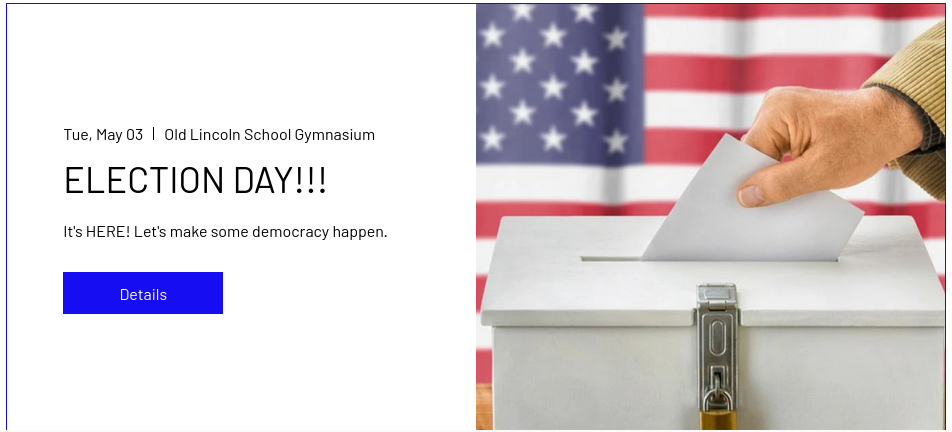 Tue, May 03 | Old Lincoln School Gymnasium
ELECTION DAY!!!
It's HERE! Let's make some democracy happen.
Details